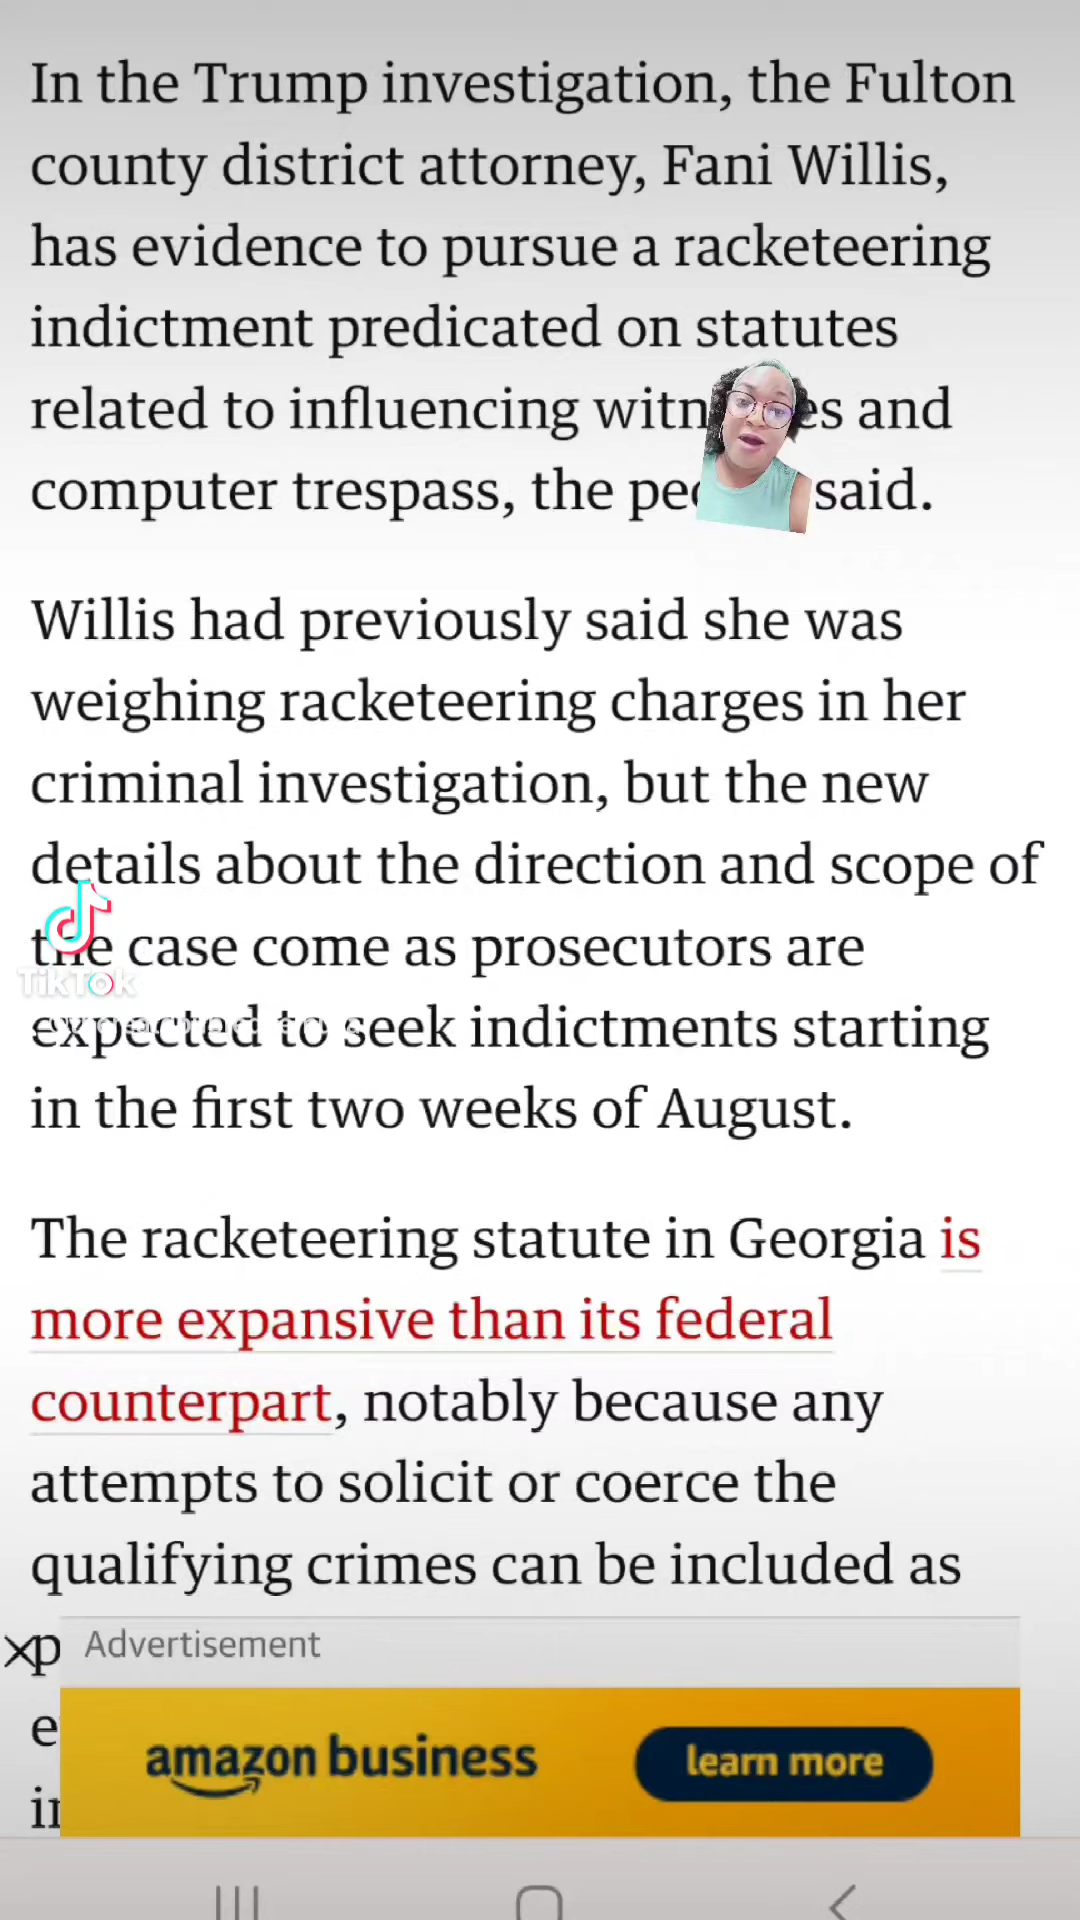 In the Trump investigation, the Fulton
county district attorney, Fani Willis,
has evidence to pursue a racketeering
indictment predicated on statutes
related to influencing and
computer trespass, the said.
Willis had previously said she was
weighing racketeering charges in her
criminal investigation, but the new
details about the direction and scope of
the case come as prosecutors are
TikTok
expected to seek indictments starting
in the first two weeks of August.
The racketeering statute in Georgia is
more expansive than its federal
counterpart, notably because any
attempts to solicit or coerce the
qualifying crimes can be included as
Advertisement
amazon business
learn more